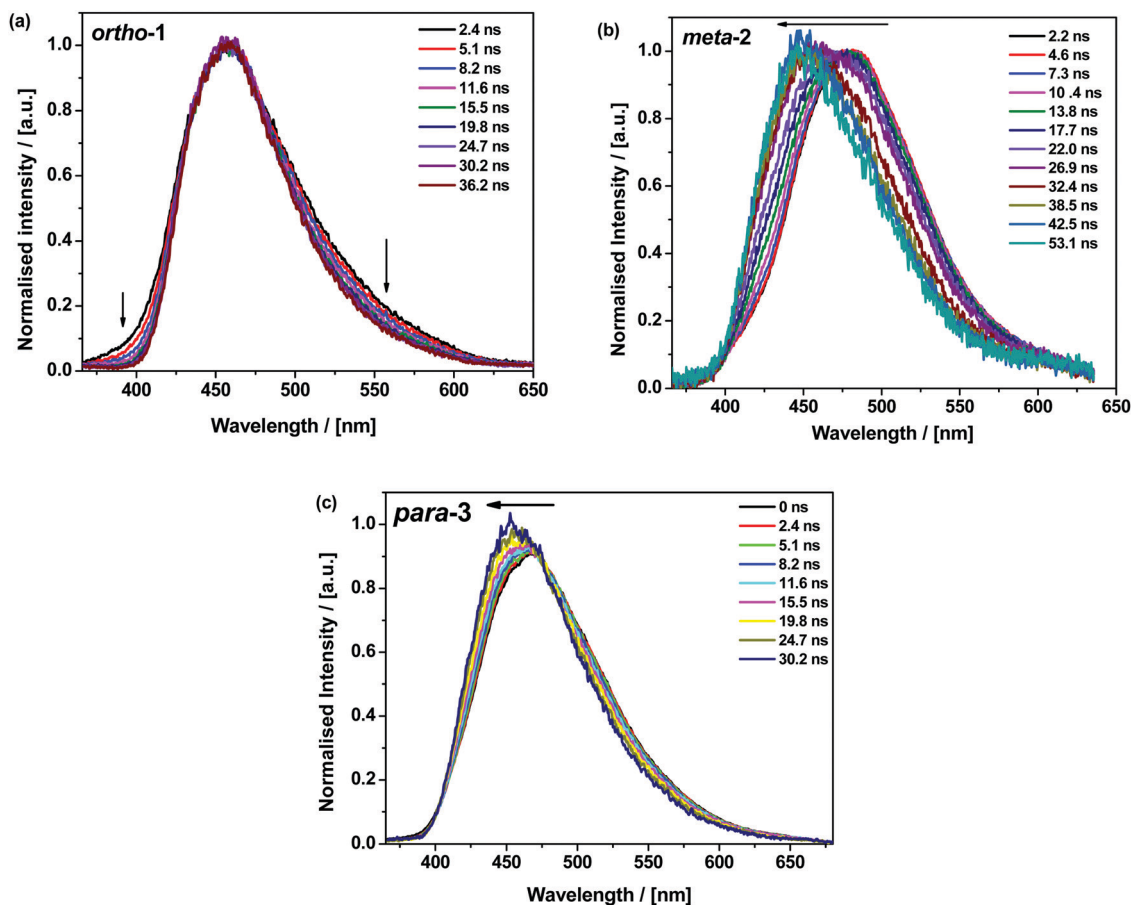 (a)
ortho-1
2.4 ns
5.1 ns
8.2 ns
11.6 ns
15.5 ns
19.8 ns
24.7 ns
30.2 ns
36.2 ns
Normalised intensity / [a.u.]
1.0
0.8
0.6
0.4
0.2
0.0
400 450 500 550 600 650
Wavelength / [nm]
(b)
meta-2
2.2 ns
4.6 ns
7.3 ns
10 .4 ns
13.8 ns
17.7 ns
22.0 ns
26.9 ns
32.4 ns
38.5 ns
42.5 ns
53.1 ns
Normalised Intensity / [a.u.]
1.0
0.8
0.6
0.4
0.2
0.0
400 450 500 550 600 650
Wavelength / [nm]
(c)
para-3
0 ns
2.4 ns
5.1 ns
8.2 ns
11.6 ns
15.5 ns
19.8 ns
24.7 ns
30.2 ns
Normalised Intensity / [a.u.]
1.0
0.8
0.6
0.4
0.2
0.0
400 450 500 550 600 650
Wavelength / [nm]